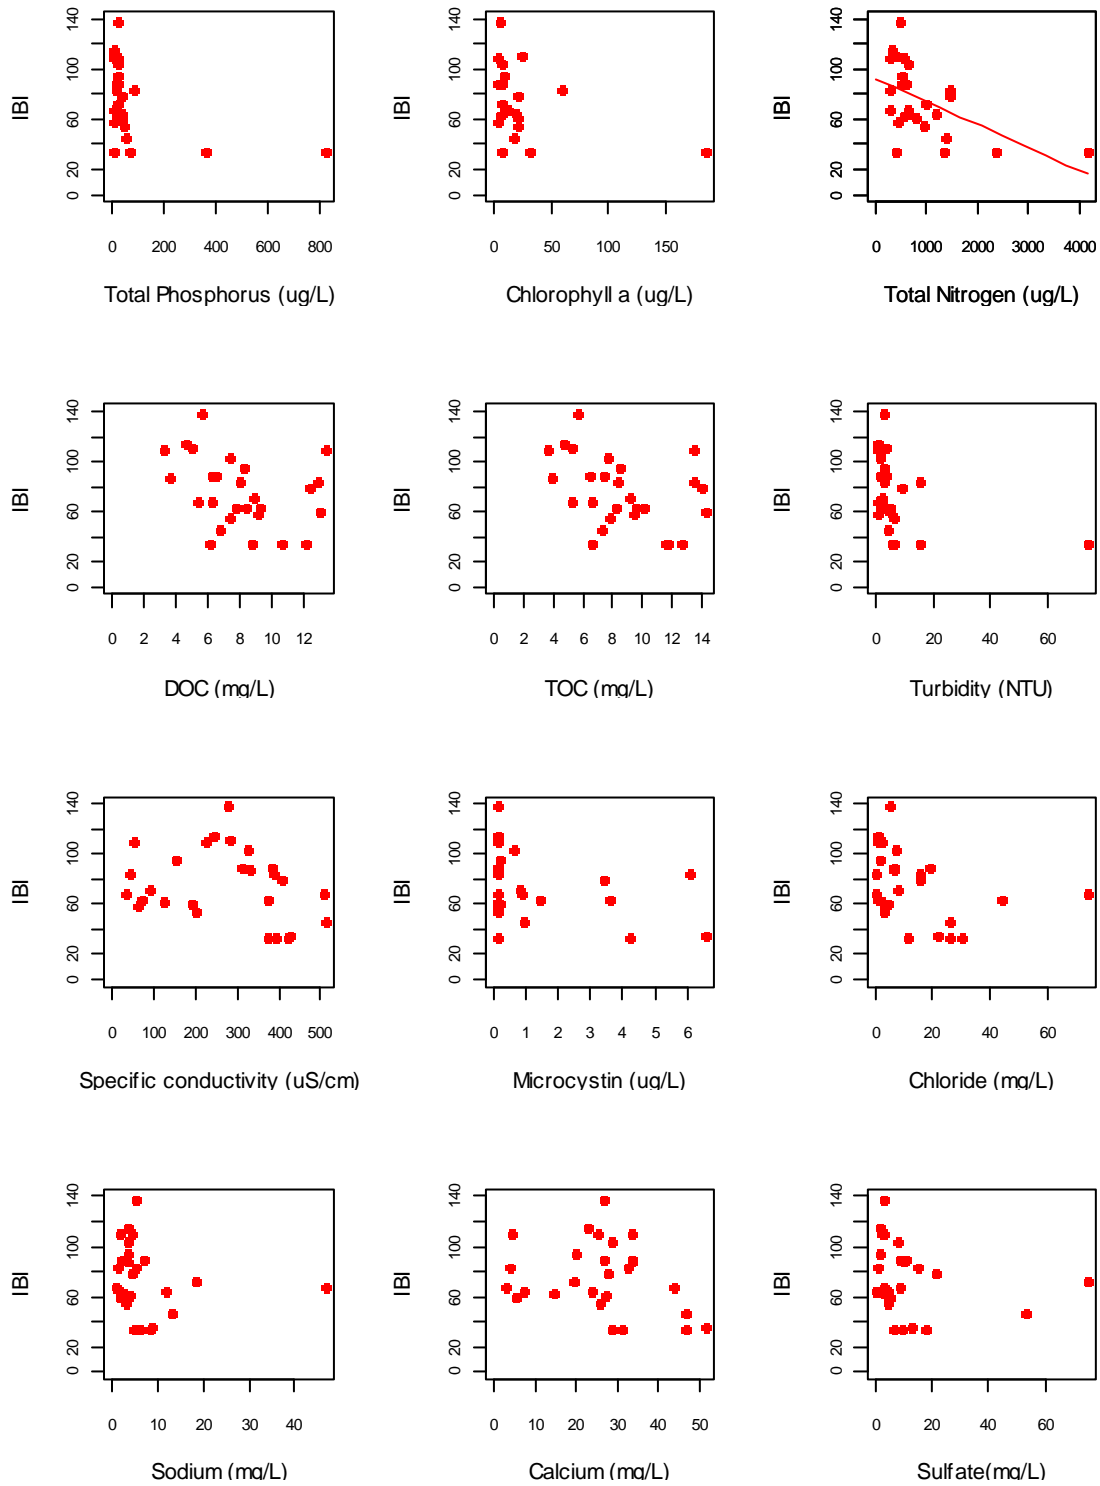 IBI
0 20 60 100 140
0 200 400 600 800
Total Phosphorus (ug/L)
IBI
0 20 60 100 140
0 50 100 150
Chlorophyll a (ug/L)
IBI
0 20 60 100 140
0 1000 2000 3000 4000
Total Nitrogen (ug/L)
IBI
0 20 60 100 140
0 2 4 6 8 10 12
DOC (mg/L)
IBI
0 20 60 100 140
0 2 4 6 8 10 12 14
TOC (mg/L)
IBI
0 20 60 100 140
0 20 40 60
Turbidity (NTU)
IBI
0 20 60 100 140
0 100 200 300 400 500
Specific conductivity (uS/cm)
IBI
0 20 60 100 140
0 1 2 3 4 5 6
Microcystin (ug/L)
IBI
0 20 60 100 140
0 20 40 60
Chloride (mg/L)
IBI
0 20 60 100 140
0 10 20 30 40
Sodium (mg/L)
IBI
0 20 60 100 140
0 10 20 30 40 50
Calcium (mg/L)
IBI
0 20 60 100 140
0 20 40 60
Sulfate(mg/L)